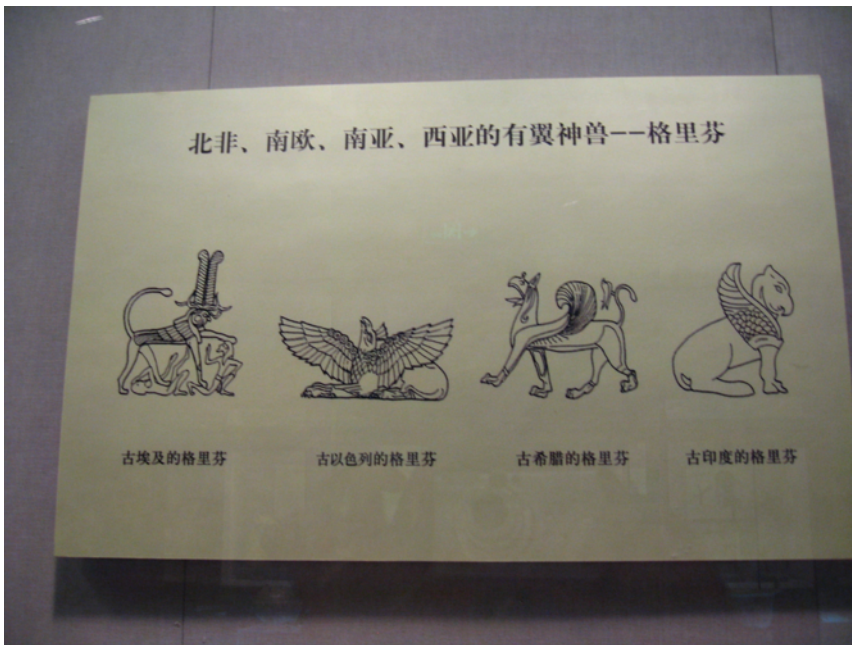 北非、南欧、南亚、西亚的有翼神兽--格里芬
古埃及的格里芬
古以色列的格里芬
古希腊的格里芬
古印度的格里芬